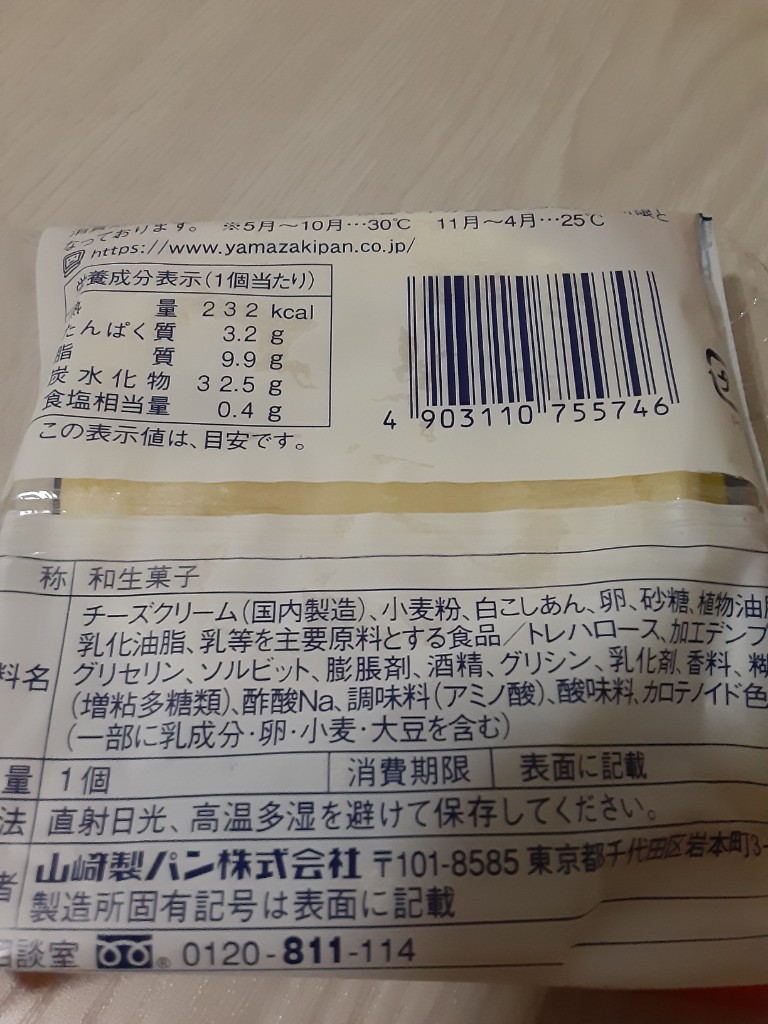 なっております。 ※5月～10月…30℃ 11月～4月…25℃
https://www.yamazakipan.co.jp/
栄養成分表示(1個当たり)
熱量 232 kcal
たんぱく質 3.2 g
脂質 9.9 g
炭水化物 32.5 g
食塩相当量 0.4 g
この表示値は、目安です。
4 903110 755746
称 和生菓子
チーズクリーム(国内製造)、小麦粉、白こしあん、卵、砂糖、植物油脂
乳化油脂、乳等を主要原料とする食品／トレハロース、加工デンプ
料名 グリセリン、ソルビット、膨脹剤、酒精、グリシン、乳化剤、香料、糊
(増粘多糖類)、酢酸Na、調味料(アミノ酸)、酸味料、カロテノイド色
(一部に乳成分・卵・小麦・大豆を含む)
量 1個 消費期限 表面に記載
法 直射日光、高温多湿を避けて保存してください。
者 山崎製パン株式会社 〒101-8585 東京都千代田区岩本町3-
製造所固有記号は表面に記載
談室 ® 0120-811-114